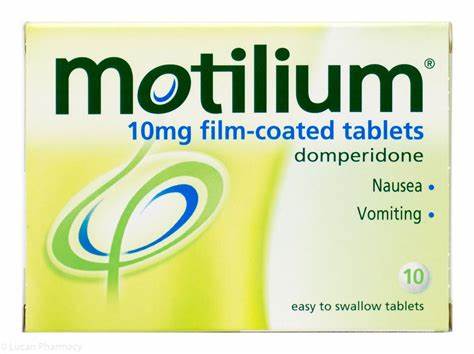 Motilium®
10mg film-coated tablets
domperidone
Nausea •
Vomiting •
10
easy to swallow tablets
© Lucan Pharmacy